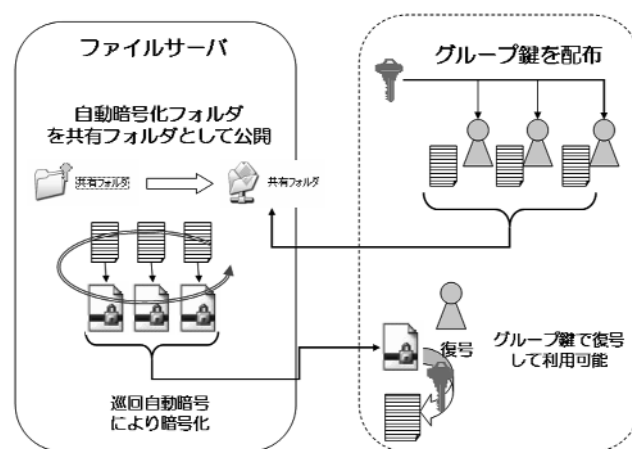 ファイルサーバ
自動暗号化フォルダ
を共有フォルダとして公開
共有フォルダ
共有フォルダ
巡回自動暗号
により暗号化
グループ鍵を配布
復号
グループ鍵で復号
して利用可能